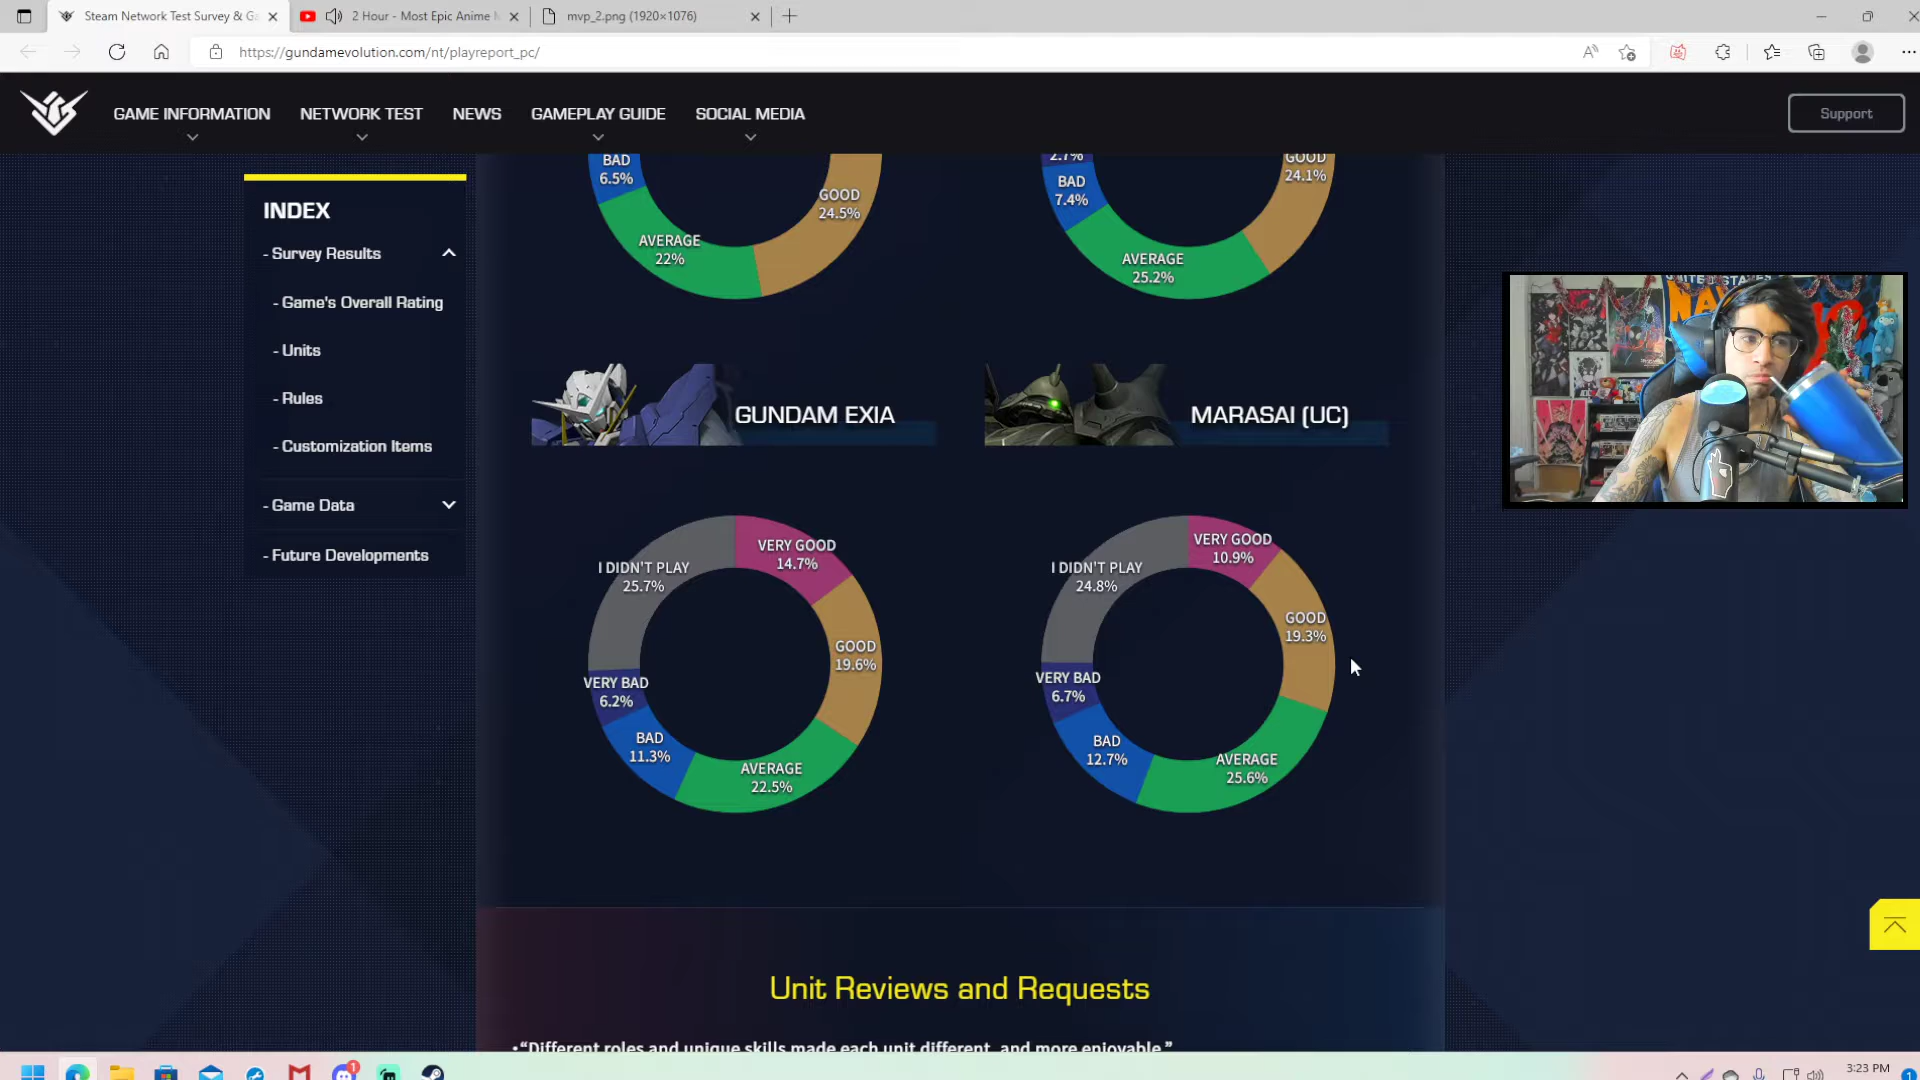 Steam Network Test Survey & Ga
2 Hour - Most Epic Anime M
mvp_2.png (1920×1076)
https://gundamevolution.com/nt/playreport_pc/
GAME INFORMATION
NETWORK TEST
NEWS
GAMEPLAY GUIDE
SOCIAL MEDIA
Support
INDEX
- Survey Results
- Game's Overall Rating
- Units
- Rules
- Customization Items
- Game Data
- Future Developments
BAD
6.5%
GOOD
24.5%
AVERAGE
22%
2.7%
BAD
7.4%
GOOD
24.1%
AVERAGE
25.2%
GUNDAM EXIA
MARASAI (UC)
VERY GOOD
14.7%
I DIDN'T PLAY
25.7%
GOOD
19.6%
VERY BAD
6.2%
BAD
11.3%
AVERAGE
22.5%
VERY GOOD
10.9%
I DIDN'T PLAY
24.8%
GOOD
19.3%
VERY BAD
6.7%
BAD
12.7%
AVERAGE
25.6%
UNITED STATES
Unit Reviews and Requests
•“Different roles and unique skills made each unit different, and more enjoyable.”
3:23 PM
1
1